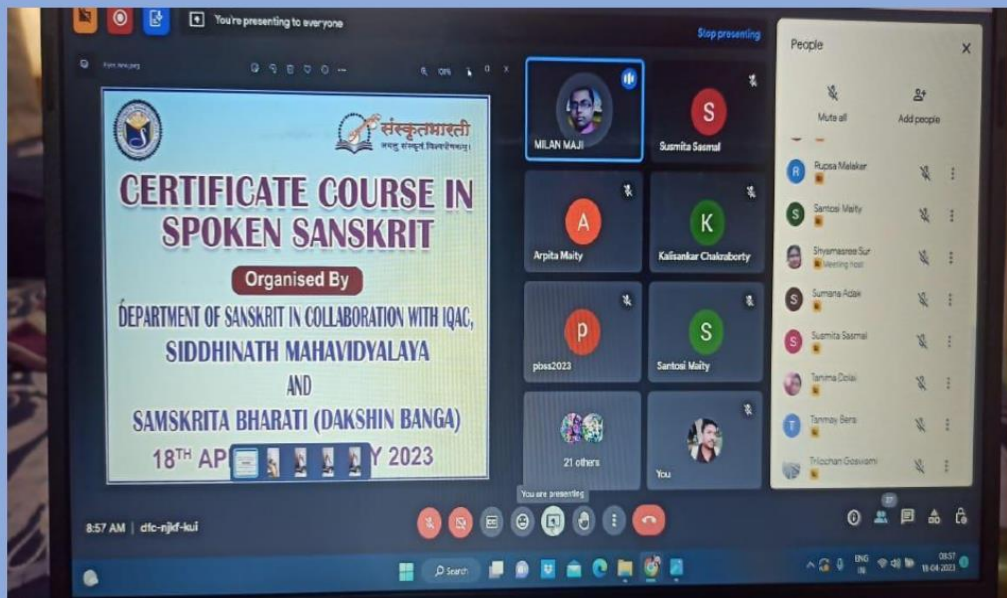 You're presenting to everyone
Stop presenting
संस्कृतभारती
CERTIFICATE COURSE IN
SPOKEN SANSKRIT
Organised By
DEPARTMENT OF SANSKRIT IN COLLABORATION WITH IQAC,
SIDDHINATH MAHAVIDYALAYA
AND
SAMSKRITA BHARATI (DAKSHIN BANGA)
18TH AP
Y 2023
MILAN MAJI
S
Susmita Sasmal
A
Arpita Maity
K
Kalisankar Chakraborty
p
pbss2023
S
Santosi Maity
21 others
You
You are presenting
People
X
Mute all
Add people
R
Rupsa Malakar
S
Santosi Maity
Shyamasree Sur
Meeting host
S
Sumana Adak
S
Susmita Sasmal
Tanima Dolai
T
Tanmay Bera
Trilochan Goswami
8:57 AM | dfc-njkf-kui
27
Search
ENG
IN
08:57
18-04-2023